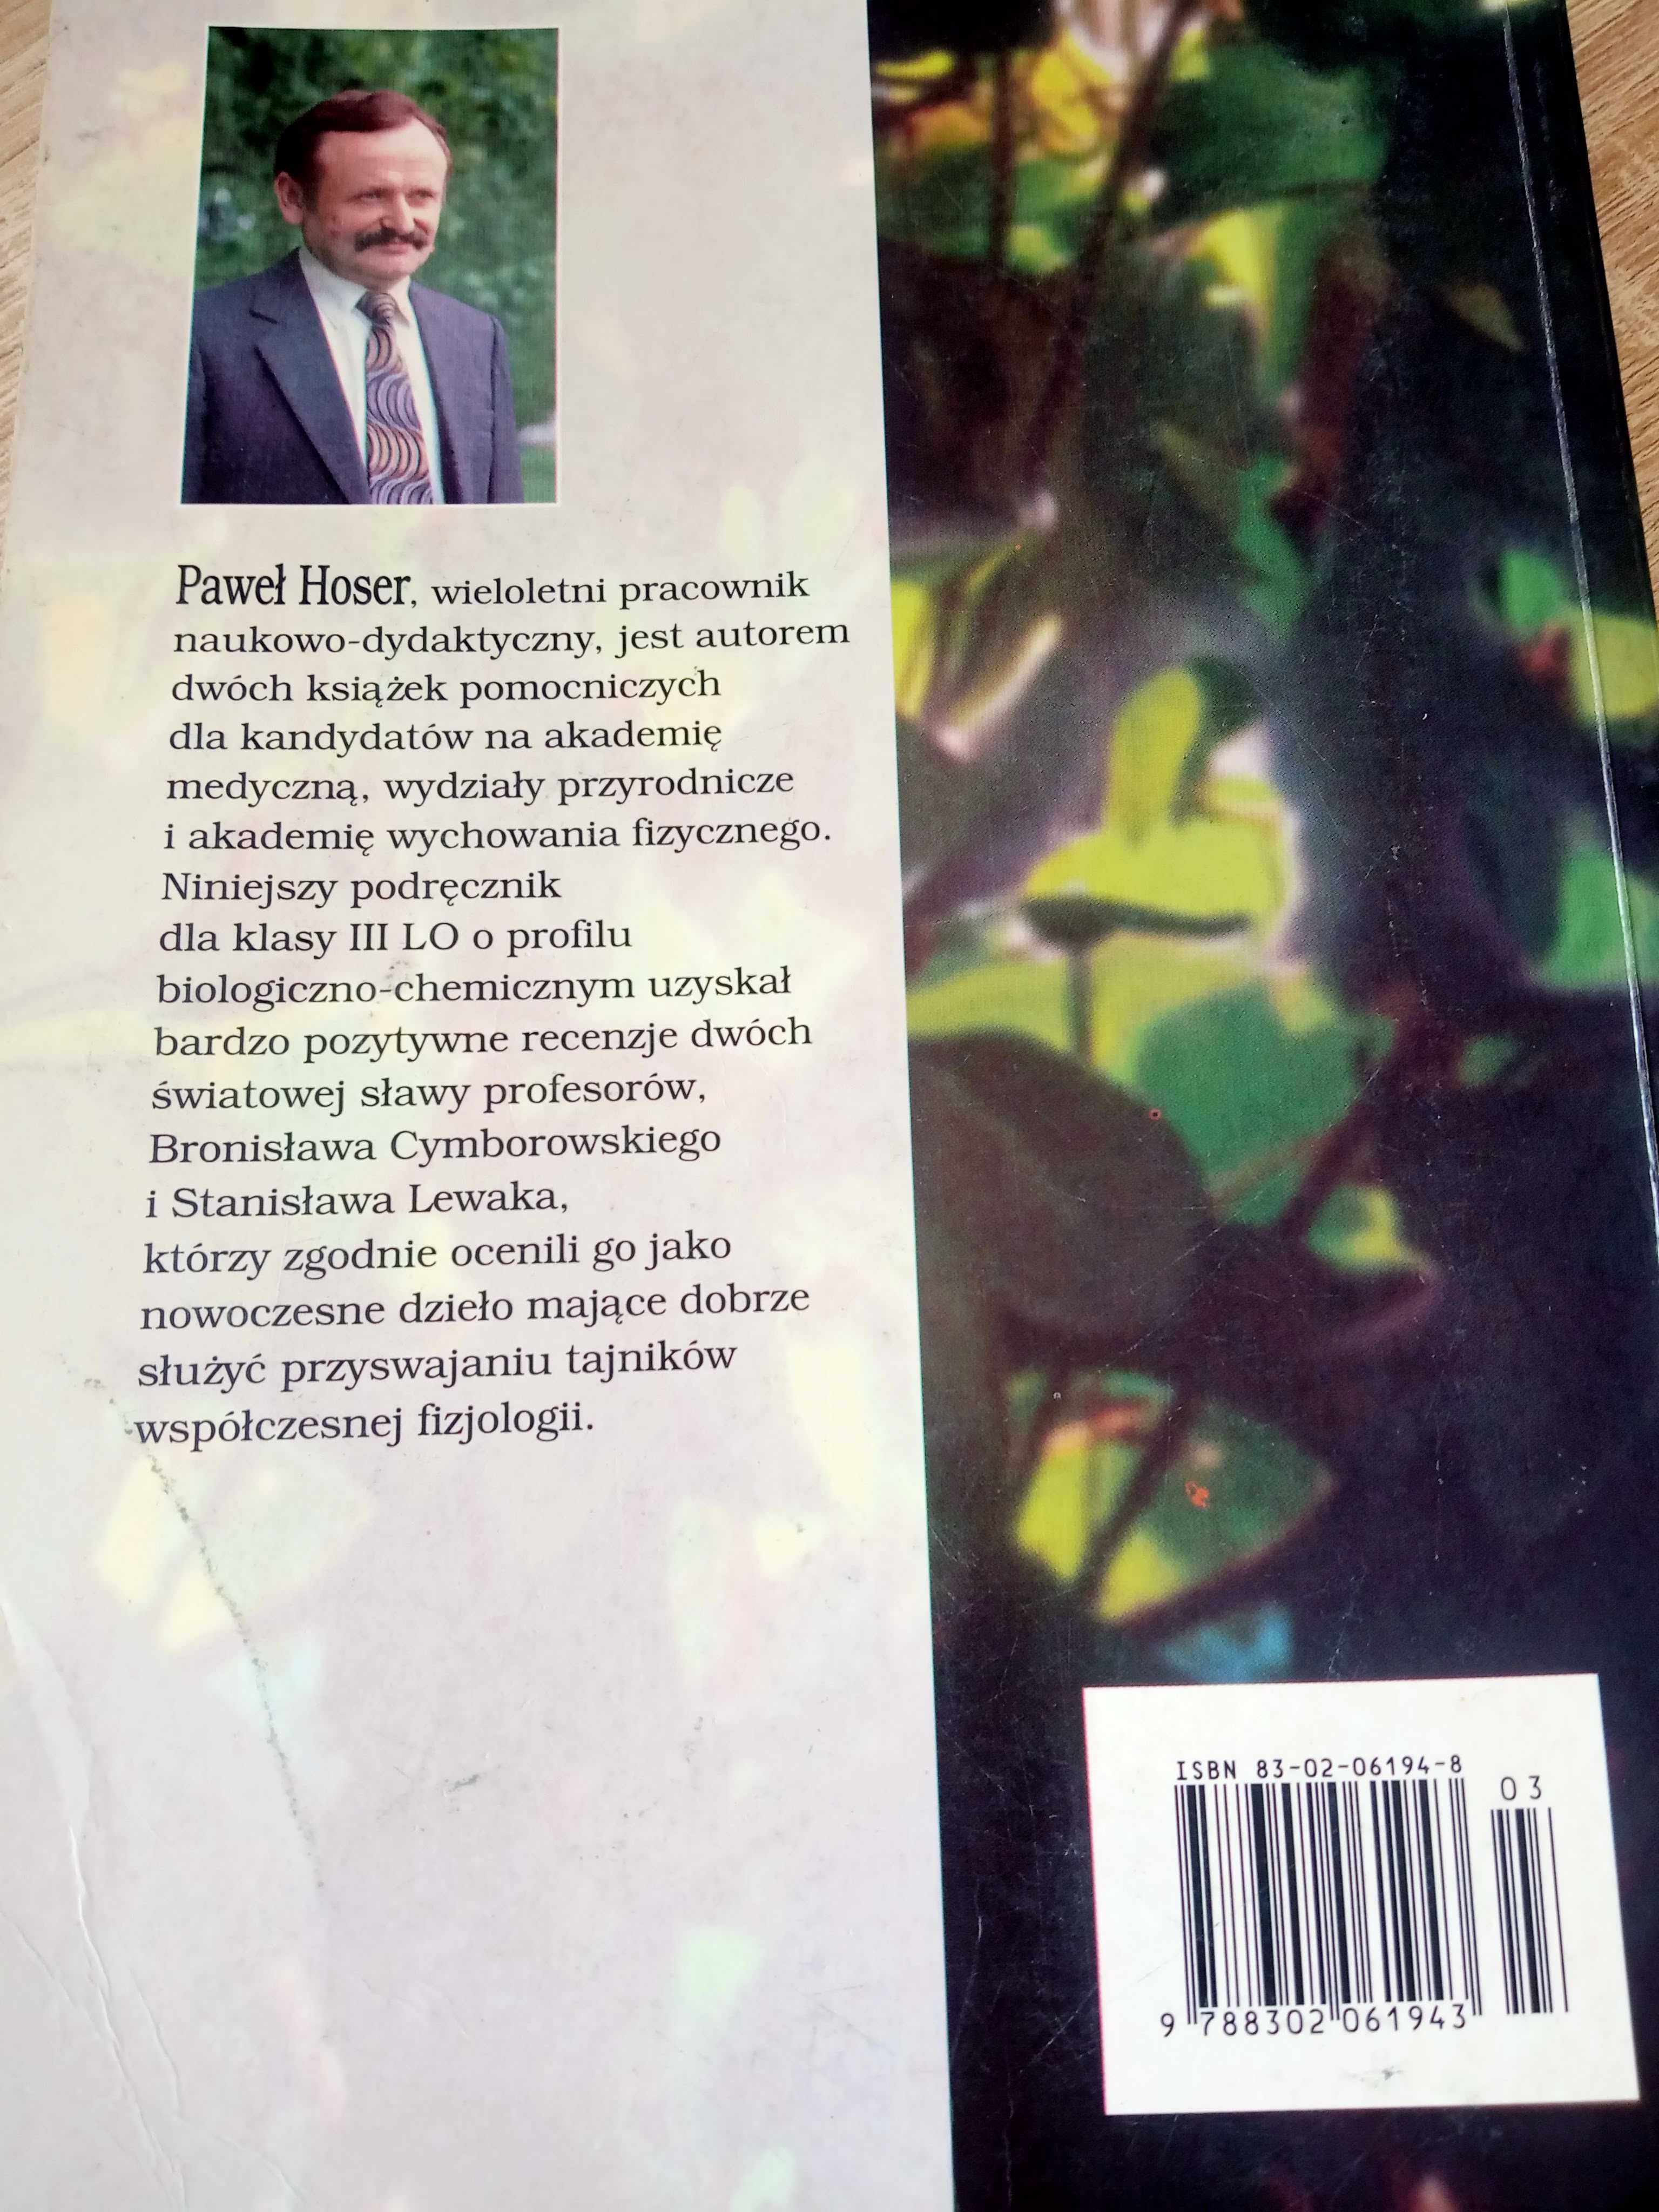 Paweł Hoser, wieloletni pracownik
naukowo-dydaktyczny, jest autorem
dwóch książek pomocniczych
dla kandydatów na akademię
medyczną, wydziały przyrodnicze
i akademię wychowania fizycznego.
Niniejszy podręcznik
dla klasy III LO o profilu
biologiczno-chemicznym uzyskał
bardzo pozytywne recenzje dwóch
światowej sławy profesorów,
Bronisława Cymborowskiego
i Stanisława Lewaka,
którzy zgodnie ocenili go jako
nowoczesne dzieło mające dobrze
służyć przyswajaniu tajników
współczesnej fizjologii.
ISBN 83-02-06194-8
03
9 788302 061943